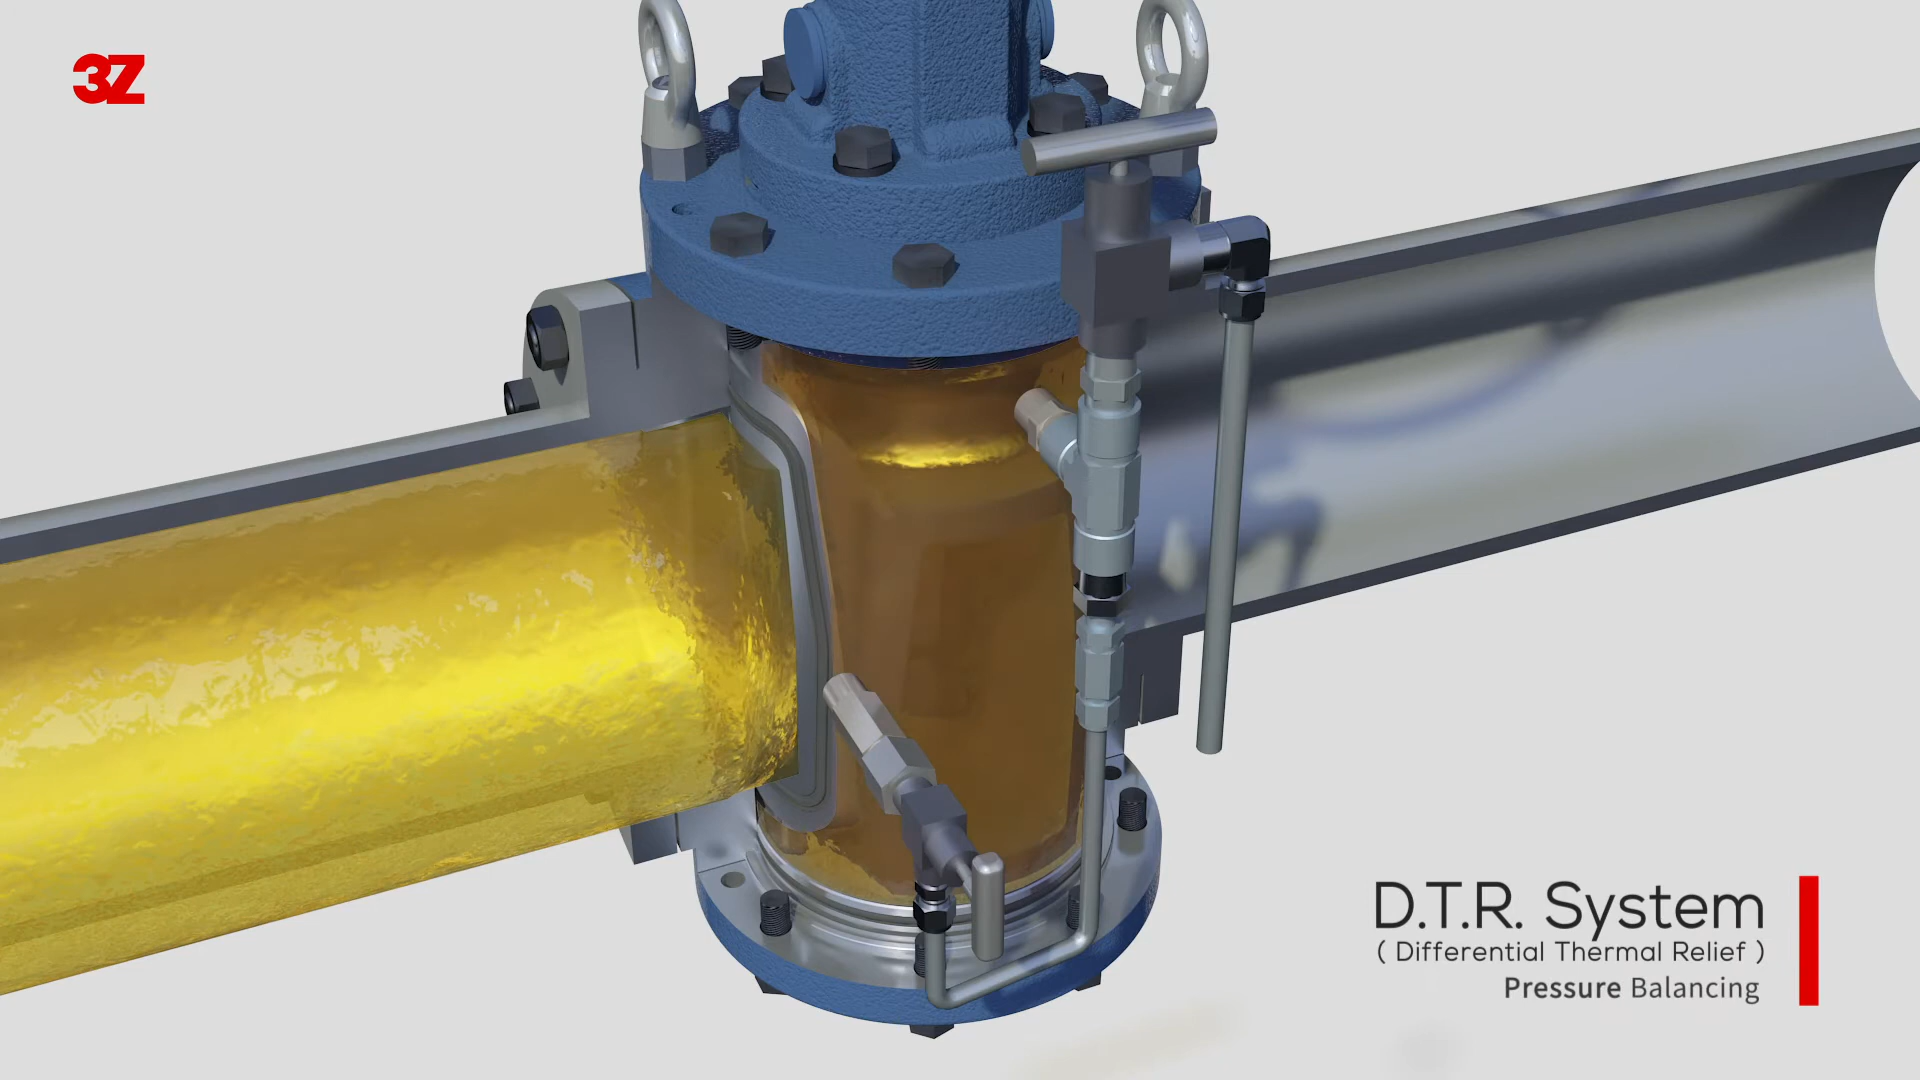 3Z
D.T.R. System
( Differential Thermal Relief )
Pressure Balancing